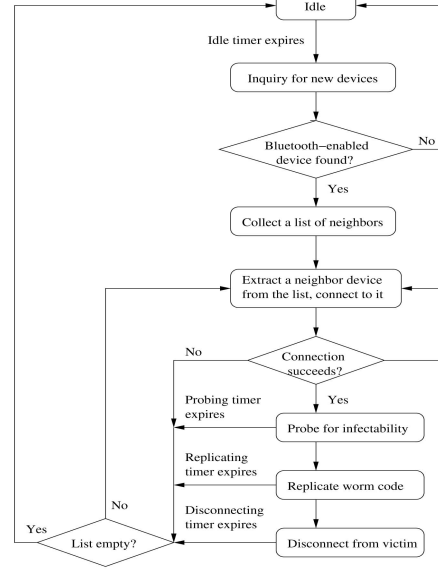 Idle
Idle timer expires
Inquiry for new devices
Bluetooth−enabled
device found?
No
Yes
Collect a list of neighbors
Extract a neighbor device
from the list, connect to it
No
Connection
succeeds?
Yes
Probing timer
expires
Probe for infectability
Replicating
timer expires
Replicate worm code
No
Disconnecting
timer expires
Yes
List empty?
Disconnect from victim